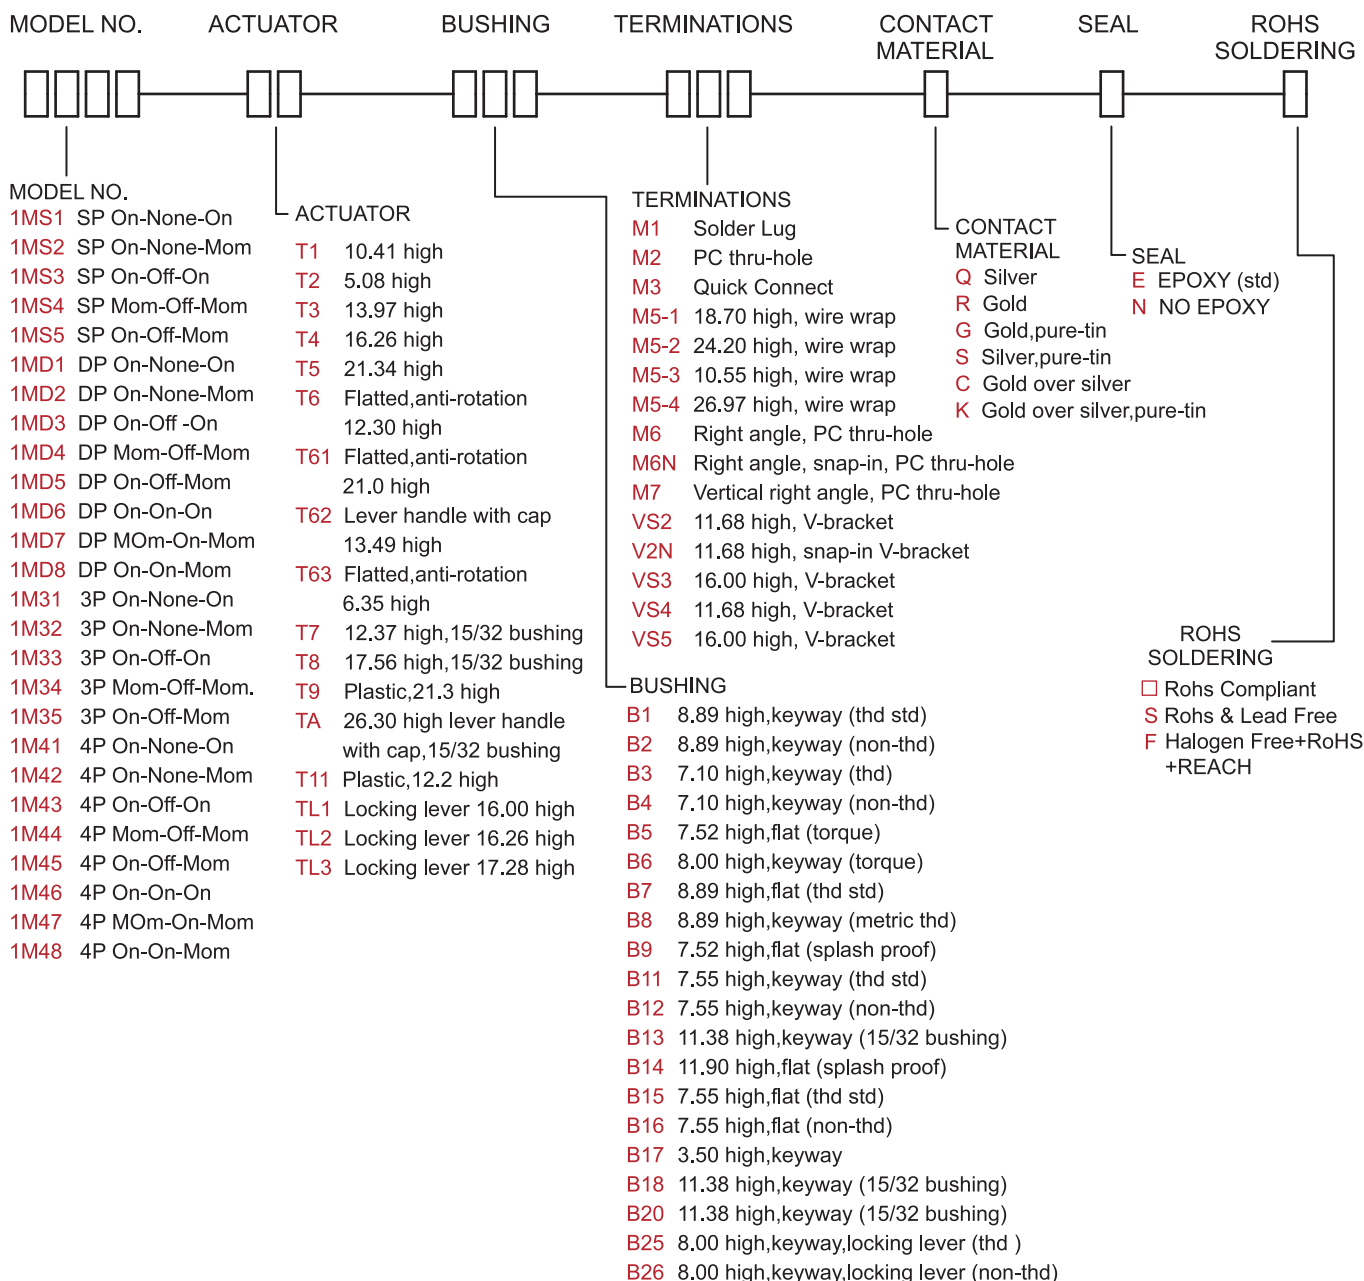 MODEL NO. ACTUATOR BUSHING TERMINATIONS CONTACT MATERIAL SEAL ROHS SOLDERING
MODEL NO.
1MS1 SP On-None-On
1MS2 SP On-None-Mom
1MS3 SP On-Off-On
1MS4 SP Mom-Off-Mom
1MS5 SP On-Off-Mom
1MD1 DP On-None-On
1MD2 DP On-None-Mom
1MD3 DP On-Off -On
1MD4 DP Mom-Off-Mom
1MD5 DP On-Off-Mom
1MD6 DP On-On-On
1MD7 DP MOm-On-Mom
1MD8 DP On-On-Mom
1M31 3P On-None-On
1M32 3P On-None-Mom
1M33 3P On-Off-On
1M34 3P Mom-Off-Mom.
1M35 3P On-Off-Mom
1M41 4P On-None-On
1M42 4P On-None-Mom
1M43 4P On-Off-On
1M44 4P Mom-Off-Mom
1M45 4P On-Off-Mom
1M46 4P On-On-On
1M47 4P MOm-On-Mom
1M48 4P On-On-Mom
ACTUATOR
T1 10.41 high
T2 5.08 high
T3 13.97 high
T4 16.26 high
T5 21.34 high
T6 Flatted,anti-rotation
12.30 high
T61 Flatted,anti-rotation
21.0 high
T62 Lever handle with cap
13.49 high
T63 Flatted,anti-rotation
6.35 high
T7 12.37 high,15/32 bushing
T8 17.56 high,15/32 bushing
T9 Plastic,21.3 high
TA 26.30 high lever handle
with cap,15/32 bushing
T11 Plastic,12.2 high
TL1 Locking lever 16.00 high
TL2 Locking lever 16.26 high
TL3 Locking lever 17.28 high
TERMINATIONS
M1 Solder Lug
M2 PC thru-hole
M3 Quick Connect
M5-1 18.70 high, wire wrap
M5-2 24.20 high, wire wrap
M5-3 10.55 high, wire wrap
M5-4 26.97 high, wire wrap
M6 Right angle, PC thru-hole
M6N Right angle, snap-in, PC thru-hole
M7 Vertical right angle, PC thru-hole
VS2 11.68 high, V-bracket
V2N 11.68 high, snap-in V-bracket
VS3 16.00 high, V-bracket
VS4 11.68 high, V-bracket
VS5 16.00 high, V-bracket
BUSHING
B1 8.89 high,keyway (thd std)
B2 8.89 high,keyway (non-thd)
B3 7.10 high,keyway (thd)
B4 7.10 high,keyway (non-thd)
B5 7.52 high,flat (torque)
B6 8.00 high,keyway (torque)
B7 8.89 high,flat (thd std)
B8 8.89 high,keyway (metric thd)
B9 7.52 high,flat (splash proof)
B11 7.55 high,keyway (thd std)
B12 7.55 high,keyway (non-thd)
B13 11.38 high,keyway (15/32 bushing)
B14 11.90 high,flat (splash proof)
B15 7.55 high,flat (thd std)
B16 7.55 high,flat (non-thd)
B17 3.50 high,keyway
B18 11.38 high,keyway (15/32 bushing)
B20 11.38 high,keyway (15/32 bushing)
B25 8.00 high,keyway,locking lever (thd )
B26 8.00 high,keyway,locking lever (non-thd)
CONTACT
MATERIAL
Q Silver
R Gold
G Gold,pure-tin
S Silver,pure-tin
C Gold over silver
K Gold over silver,pure-tin
SEAL
E EPOXY (std)
N NO EPOXY
ROHS
SOLDERING
□ Rohs Compliant
S Rohs & Lead Free
F Halogen Free+RoHS
+REACH